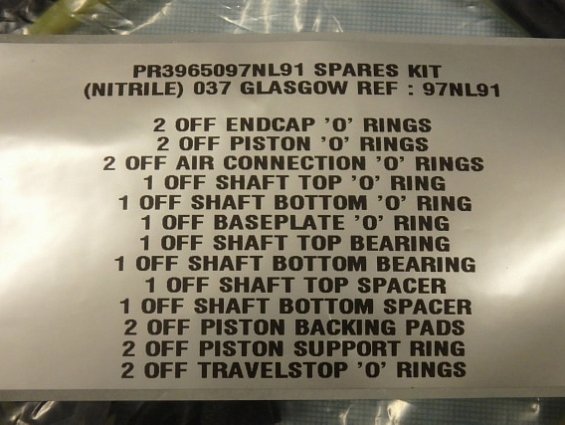 PR3965097NL91 SPARES KIT
(NITRILE) 037 GLASGOW REF : 97NL91
2 OFF ENDCAP 'O' RINGS
2 OFF PISTON 'O' RINGS
2 OFF AIR CONNECTION 'O' RINGS
1 OFF SHAFT TOP 'O' RING
1 OFF SHAFT BOTTOM 'O' RING
1 OFF BASEPLATE 'O' RING
1 OFF SHAFT TOP BEARING
1 OFF SHAFT BOTTOM BEARING
1 OFF SHAFT TOP SPACER
1 OFF SHAFT BOTTOM SPACER
2 OFF PISTON BACKING PADS
2 OFF PISTON SUPPORT RING
2 OFF TRAVELSTOP 'O' RINGS